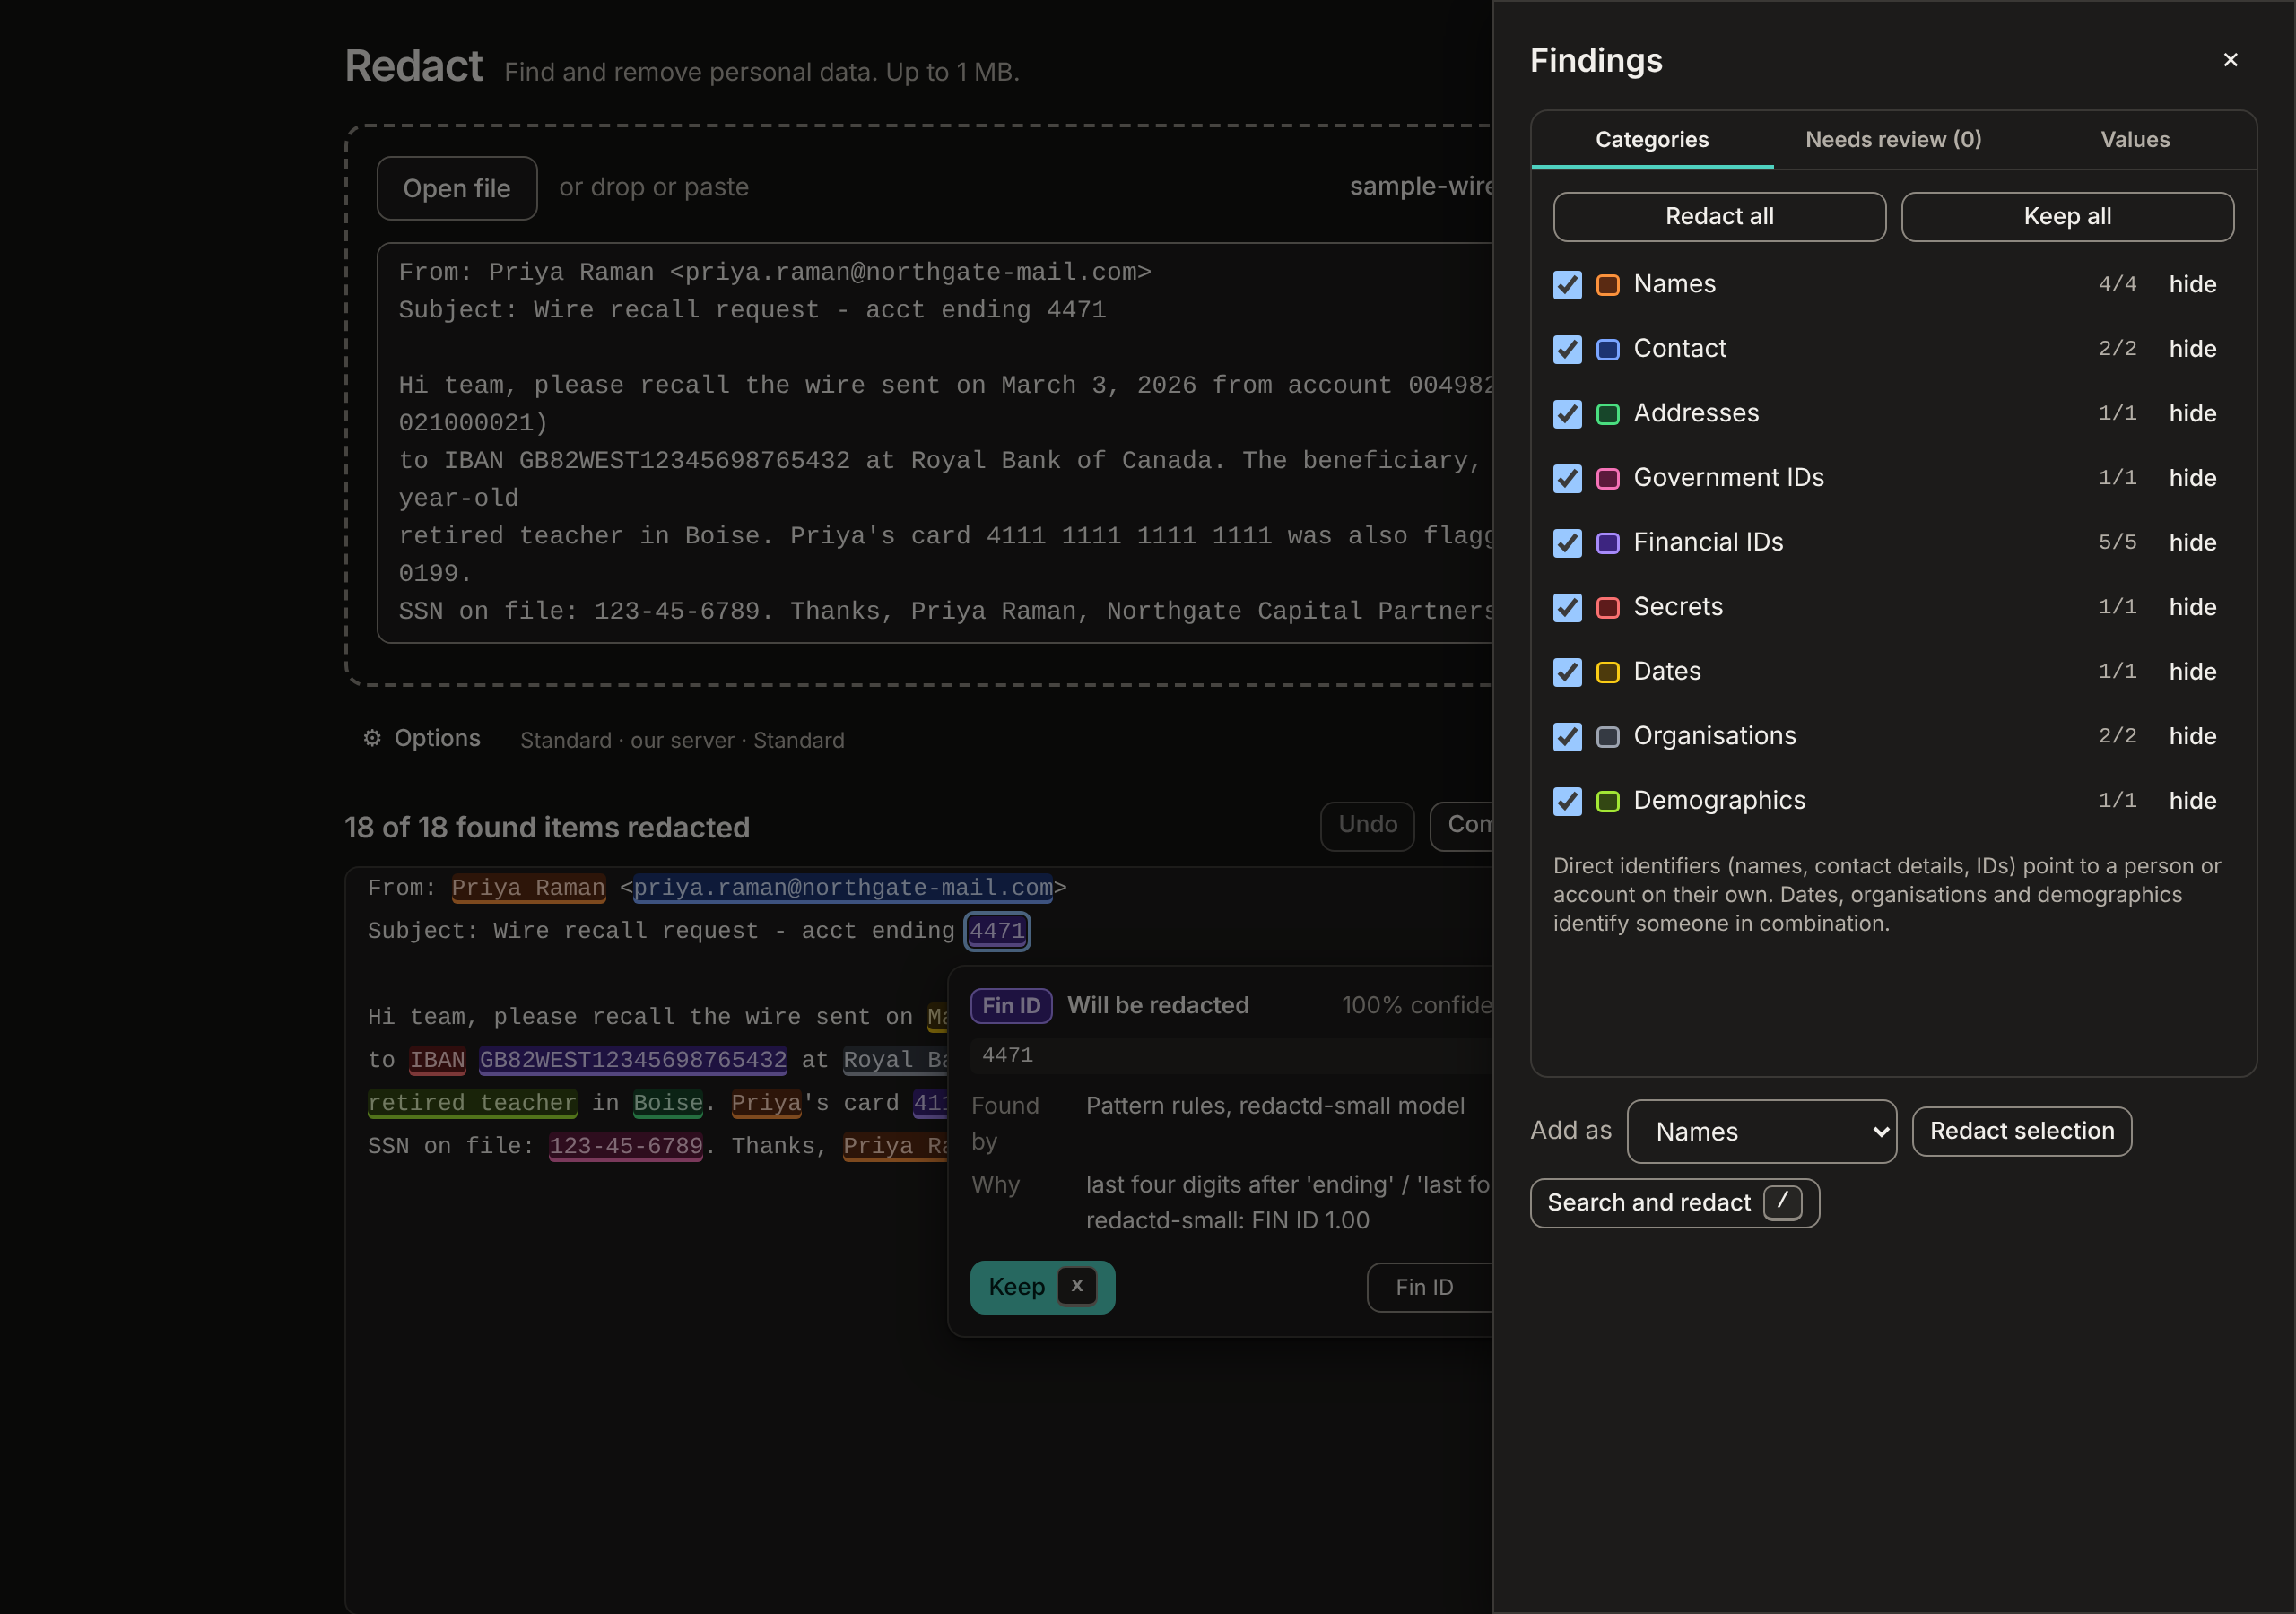 Redact Find and remove personal data. Up to 1 MB.
Open file or drop or paste
From: Priya Raman <priya.raman@northgate-mail.com>
Subject: Wire recall request - acct ending 4471
Hi team, please recall the wire sent on March 3, 2026 from account
021000021)
to IBAN GB82WEST12345698765432 at Royal Bank of Canada. The beneficiary,
year-old
retired teacher in Boise. Priya's card 4111 1111 1111 1111 was also
0199.
SSN on file: 123-45-6789. Thanks, Priya Raman, Northgate Capital Partners
⚙ Options Standard · our server · Standard
18 of 18 found items redacted
Undo
From: Priya Raman <priya.raman@northgate-mail.com>
Subject: Wire recall request - acct ending 4471
Hi team, please recall the wire sent on
to IBAN GB82WEST12345698765432 at Royal
retired teacher in Boise. Priya's card
SSN on file: 123-45-6789. Thanks, Priya
Fin ID Will be redacted 100%
4471
Found by Pattern rules, redactd-small model
Why last four digits after 'ending' / 'last
redactd-small: FIN ID 1.00
Keep x Fin ID
Findings ×
Categories Needs review (0) Values
Redact all Keep all
Names 4/4 hide
Contact 2/2 hide
Addresses 1/1 hide
Government IDs 1/1 hide
Financial IDs 5/5 hide
Secrets 1/1 hide
Dates 1/1 hide
Organisations 2/2 hide
Demographics 1/1 hide
Direct identifiers (names, contact details, IDs) point to a person or
account on their own. Dates, organisations and demographics
identify someone in combination.
Add as Names Redact selection
Search and redact /